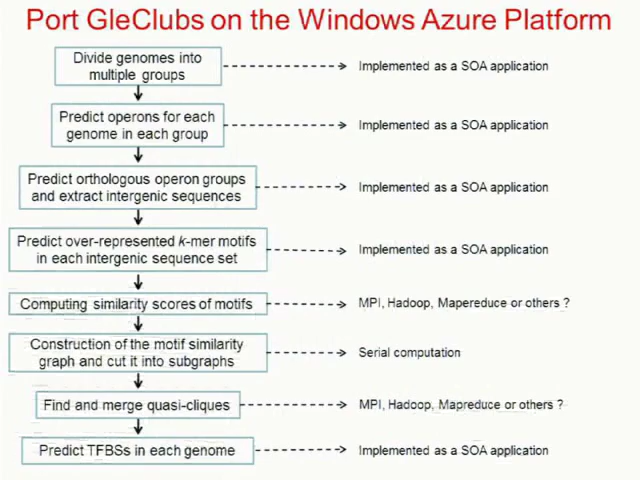 Port GleClubs on the Windows Azure Platform
Divide genomes into
multiple groups
Implemented as a SOA application
Predict operons for each
genome in each group
Implemented as a SOA application
Predict orthologous operon groups
and extract intergenic sequences
Implemented as a SOA application
Predict over-represented k-mer motifs
in each intergenic sequence set
Implemented as a SOA application
Computing similarity scores of motifs
MPI, Hadoop, Mapereduce or others ?
Construction of the motif similarity
graph and cut it into subgraphs
Serial computation
Find and merge quasi-cliques
MPI, Hadoop, Mapreduce or others ?
Predict TFBSs in each genome
Implemented as a SOA application